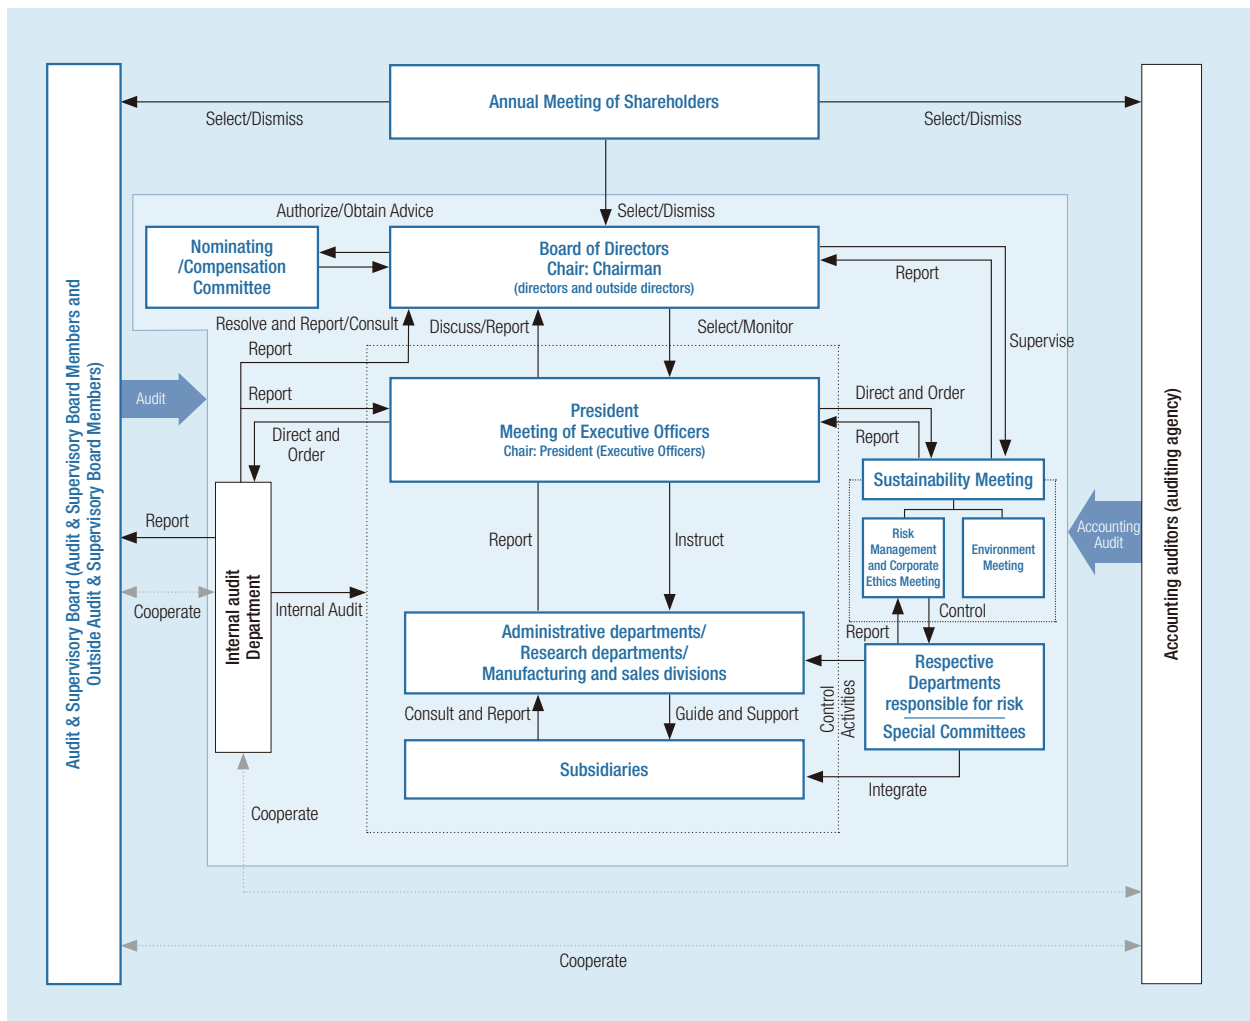 Annual Meeting of Shareholders
Select/Dismiss
Select/Dismiss
Select/Dismiss
Authorize/Obtain Advice
Nominating
/Compensation
Committee
Board of Directors
Chair: Chairman
(directors and outside directors)
Report
Supervise
Resolve and Report/Consult
Discuss/Report
Select/Monitor
Report
Report
Direct and
Order
President
Meeting of Executive Officers
Chair: President (Executive Officers)
Direct and Order
Report
Sustainability Meeting
Risk
Management
and Corporate
Ethics Meeting
Environment
Meeting
Audit & Supervisory Board (Audit & Supervisory Board Members and
Outside Audit & Supervisory Board Members)
Audit
Report
Cooperate
Internal audit
Department
Internal Audit
Report
Instruct
Accounting
Audit
Accounting auditors (auditing agency)
Control
Report
Administrative departments/
Research departments/
Manufacturing and sales divisions
Respective
Departments
responsible for risk
Special Committees
Control
Activities
Consult and Report
Guide and Support
Subsidiaries
Integrate
Cooperate
Cooperate